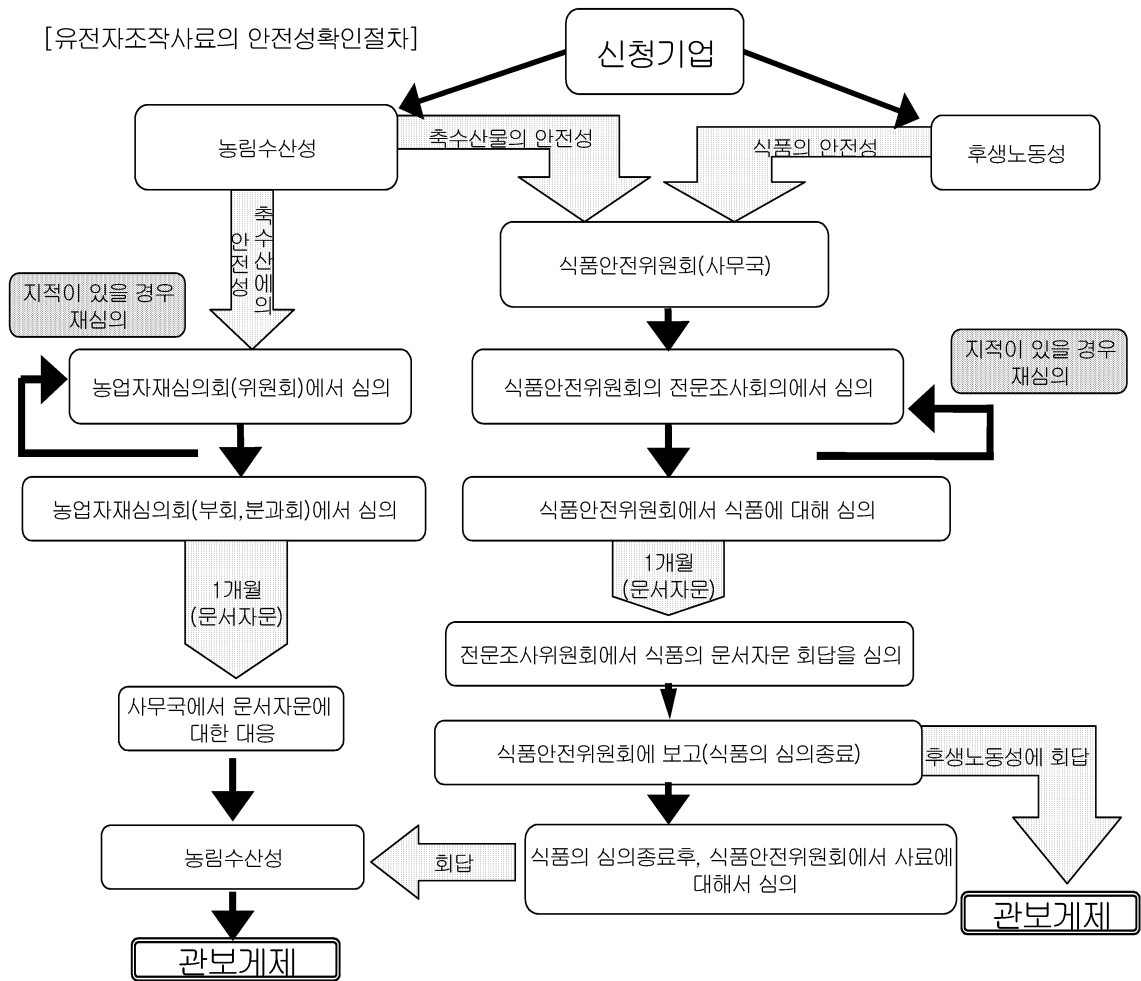 [유전자조작사료의 안전성확인절차]
신청기업
농림수산성
축수산물의 안전성
식품의 안전성
후생노동성
축수산에의
안전성
식품안전위원회(사무국)
지적이 있을 경우
재심의
지적이 있을 경우
재심의
농업자재심의회(위원회)에서 심의
식품안전위원회의 전문조사회의에서 심의
농업자재심의회(부회,분과회)에서 심의
식품안전위원회에서 식품에 대해 심의
1개월
(문서자문)
1개월
(문서자문)
전문조사위원회에서 식품의 문서자문 회답을 심의
사무국에서 문서자문에
대한 대응
식품안전위원회에 보고(식품의 심의종료)
후생노동성에 회답
농림수산성
회답
식품의 심의종료후, 식품안전위원회에서 사료에
대해서 심의
관보게제
관보게제